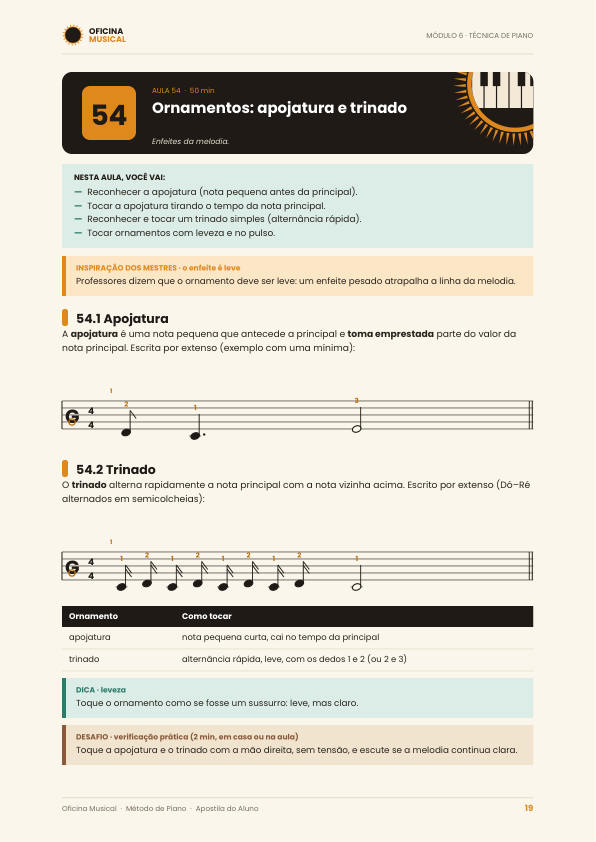 OFICINA
MUSICAL
MÓDULO 6 · TÉCNICA DE PIANO
54
AULA 54 · 50 min
Ornamentos: apojatura e trinado
Enfeites da melodia.
NESTA AULA, VOCÊ VAI:
— Reconhecer a apojatura (nota pequena antes da principal).
— Tocar a apojatura tirando o tempo da nota principal.
— Reconhecer e tocar um trinado simples (alternância rápida).
— Tocar ornamentos com leveza e no pulso.
INSPIRAÇÃO DOS MESTRES · o enfeite é leve
Professores dizem que o ornamento deve ser leve: um enfeite pesado atrapalha a linha da melodia.
54.1 Apojatura
A apojatura é uma nota pequena que antecede a principal e toma emprestada parte do valor da
nota principal. Escrita por extenso (exemplo com uma mínima):
1
2 1 3
G 4
4
54.2 Trinado
O trinado alterna rapidamente a nota principal com a nota vizinha acima. Escrito por extenso (Dó–Ré
alternados em semicolcheias):
1
1 2 1 2 1 2 1 2 1
G 4
4
Ornamento Como tocar
apojatura nota pequena curta, cai no tempo da principal
trinado alternância rápida, leve, com os dedos 1 e 2 (ou 2 e 3)
DICA · leveza
Toque o ornamento como se fosse um sussurro: leve, mas claro.
DESAFIO · verificação prática (2 min, em casa ou na aula)
Toque a apojatura e o trinado com a mão direita, sem tensão, e escute se a melodia continua clara.
Oficina Musical · Método de Piano · Apostila do Aluno
19